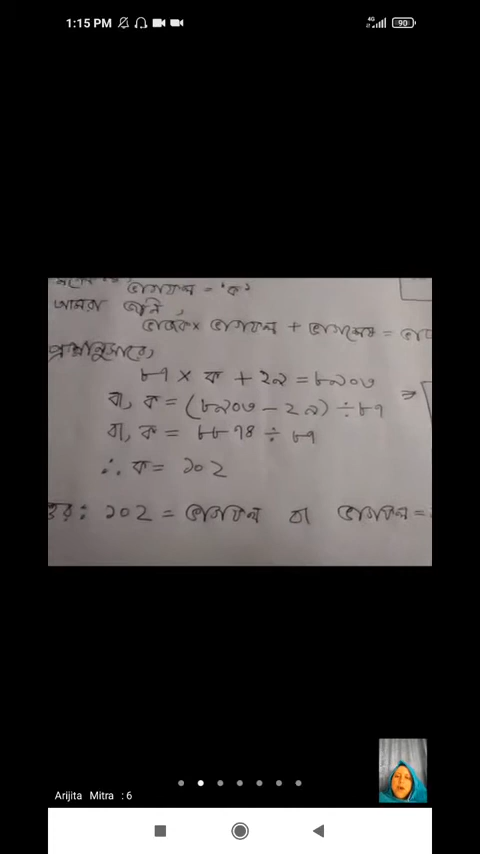 1:15 PM
4G
90
ভাগফল = 'ক'
আমরা জানি,
ভাজক × ভাগফল + ভাগশেষ =
প্রশ্নানুসারে,
৮৭ × ক + ২৯ = ৮৯০৩
বা, ক = (৮৯০৩ - ২৯) ÷ ৮৭
বা, ক = ৮৮৭৪ ÷ ৮৭
∴ ক = ১০২
১০২ = ভাগফল বা ভাগফল =
Arijita Mitra : 6